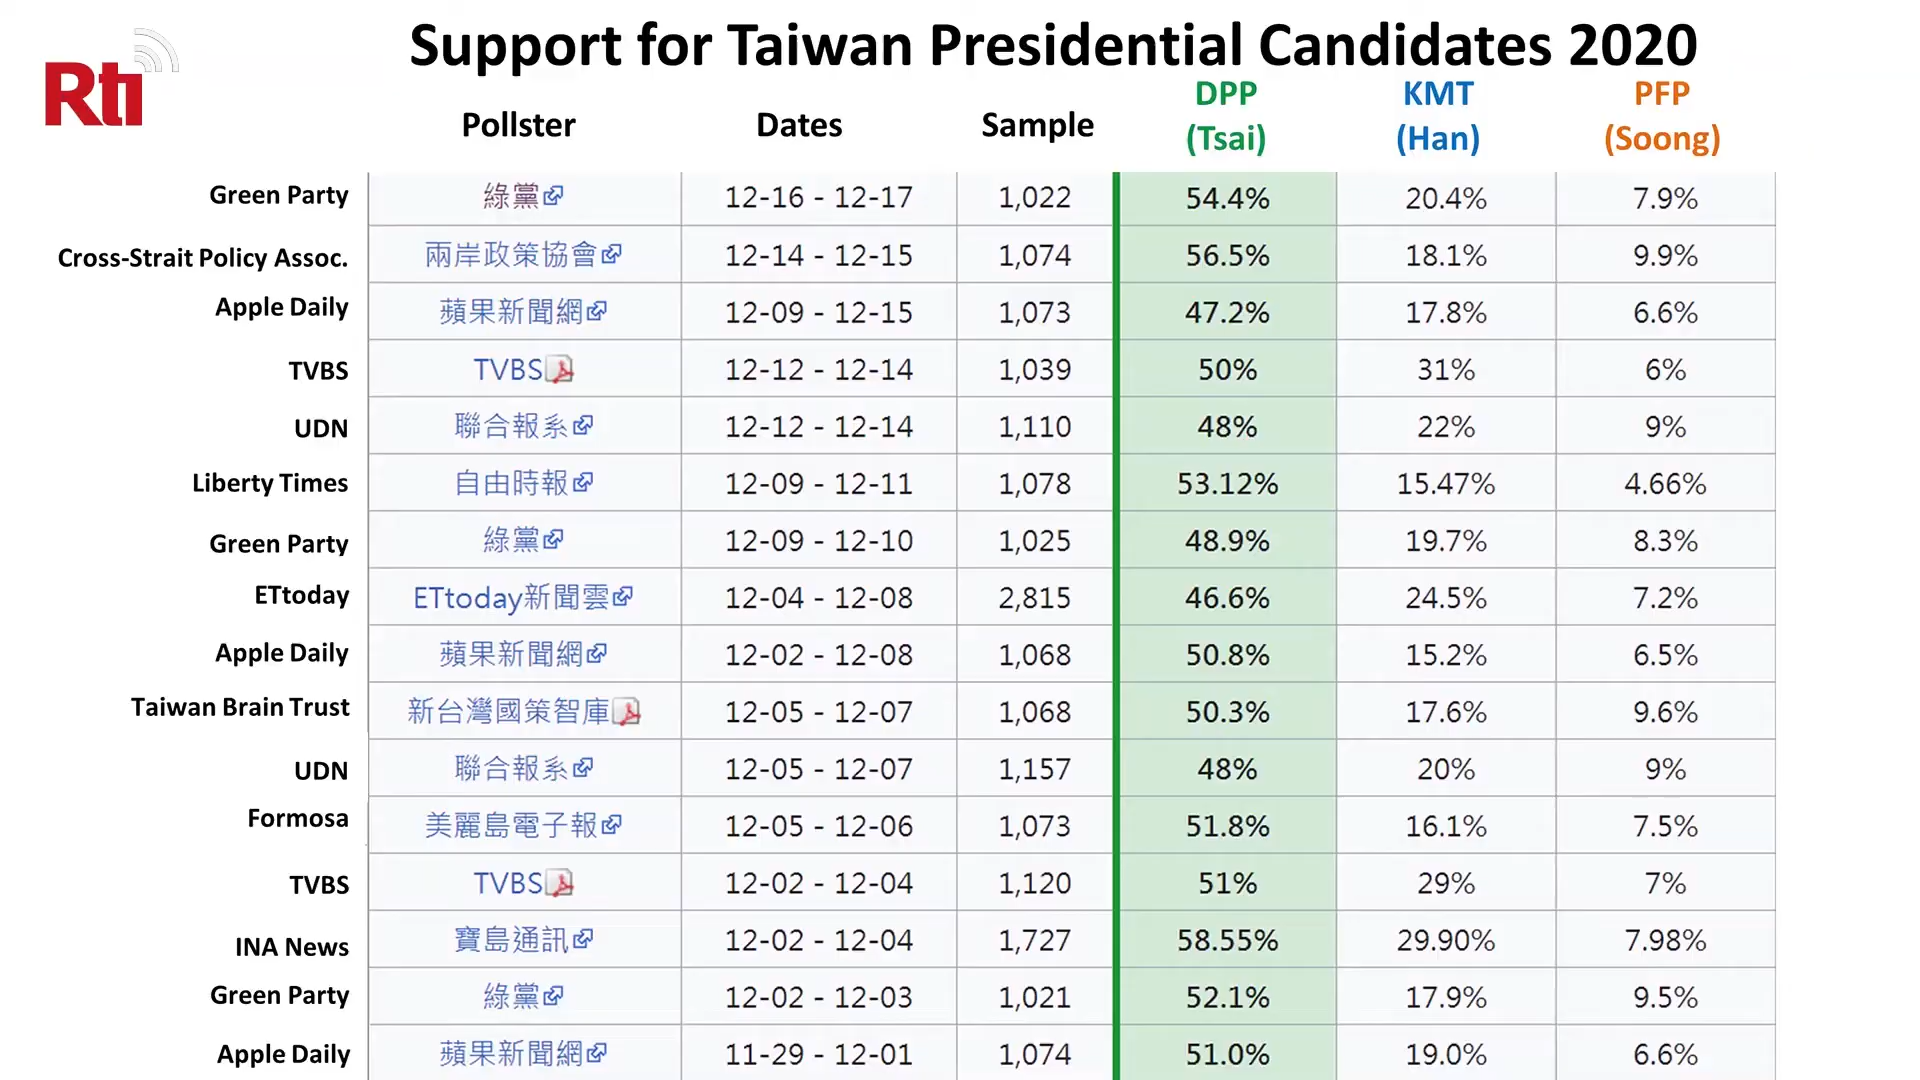 Rti
Support for Taiwan Presidential Candidates 2020
Pollster Dates Sample DPP (Tsai) KMT (Han) PFP (Soong)
Green Party 綠黨 12-16 - 12-17 1,022 54.4% 20.4% 7.9%
Cross-Strait Policy Assoc. 兩岸政策協會 12-14 - 12-15 1,074 56.5% 18.1% 9.9%
Apple Daily 蘋果新聞網 12-09 - 12-15 1,073 47.2% 17.8% 6.6%
TVBS TVBS 12-12 - 12-14 1,039 50% 31% 6%
UDN 聯合報系 12-12 - 12-14 1,110 48% 22% 9%
Liberty Times 自由時報 12-09 - 12-11 1,078 53.12% 15.47% 4.66%
Green Party 綠黨 12-09 - 12-10 1,025 48.9% 19.7% 8.3%
ETtoday ETtoday新聞雲 12-04 - 12-08 2,815 46.6% 24.5% 7.2%
Apple Daily 蘋果新聞網 12-02 - 12-08 1,068 50.8% 15.2% 6.5%
Taiwan Brain Trust 新台灣國策智庫 12-05 - 12-07 1,068 50.3% 17.6% 9.6%
UDN 聯合報系 12-05 - 12-07 1,157 48% 20% 9%
Formosa 美麗島電子報 12-05 - 12-06 1,073 51.8% 16.1% 7.5%
TVBS TVBS 12-02 - 12-04 1,120 51% 29% 7%
INA News 寶島通訊 12-02 - 12-04 1,727 58.55% 29.90% 7.98%
Green Party 綠黨 12-02 - 12-03 1,021 52.1% 17.9% 9.5%
Apple Daily 蘋果新聞網 11-29 - 12-01 1,074 51.0% 19.0% 6.6%